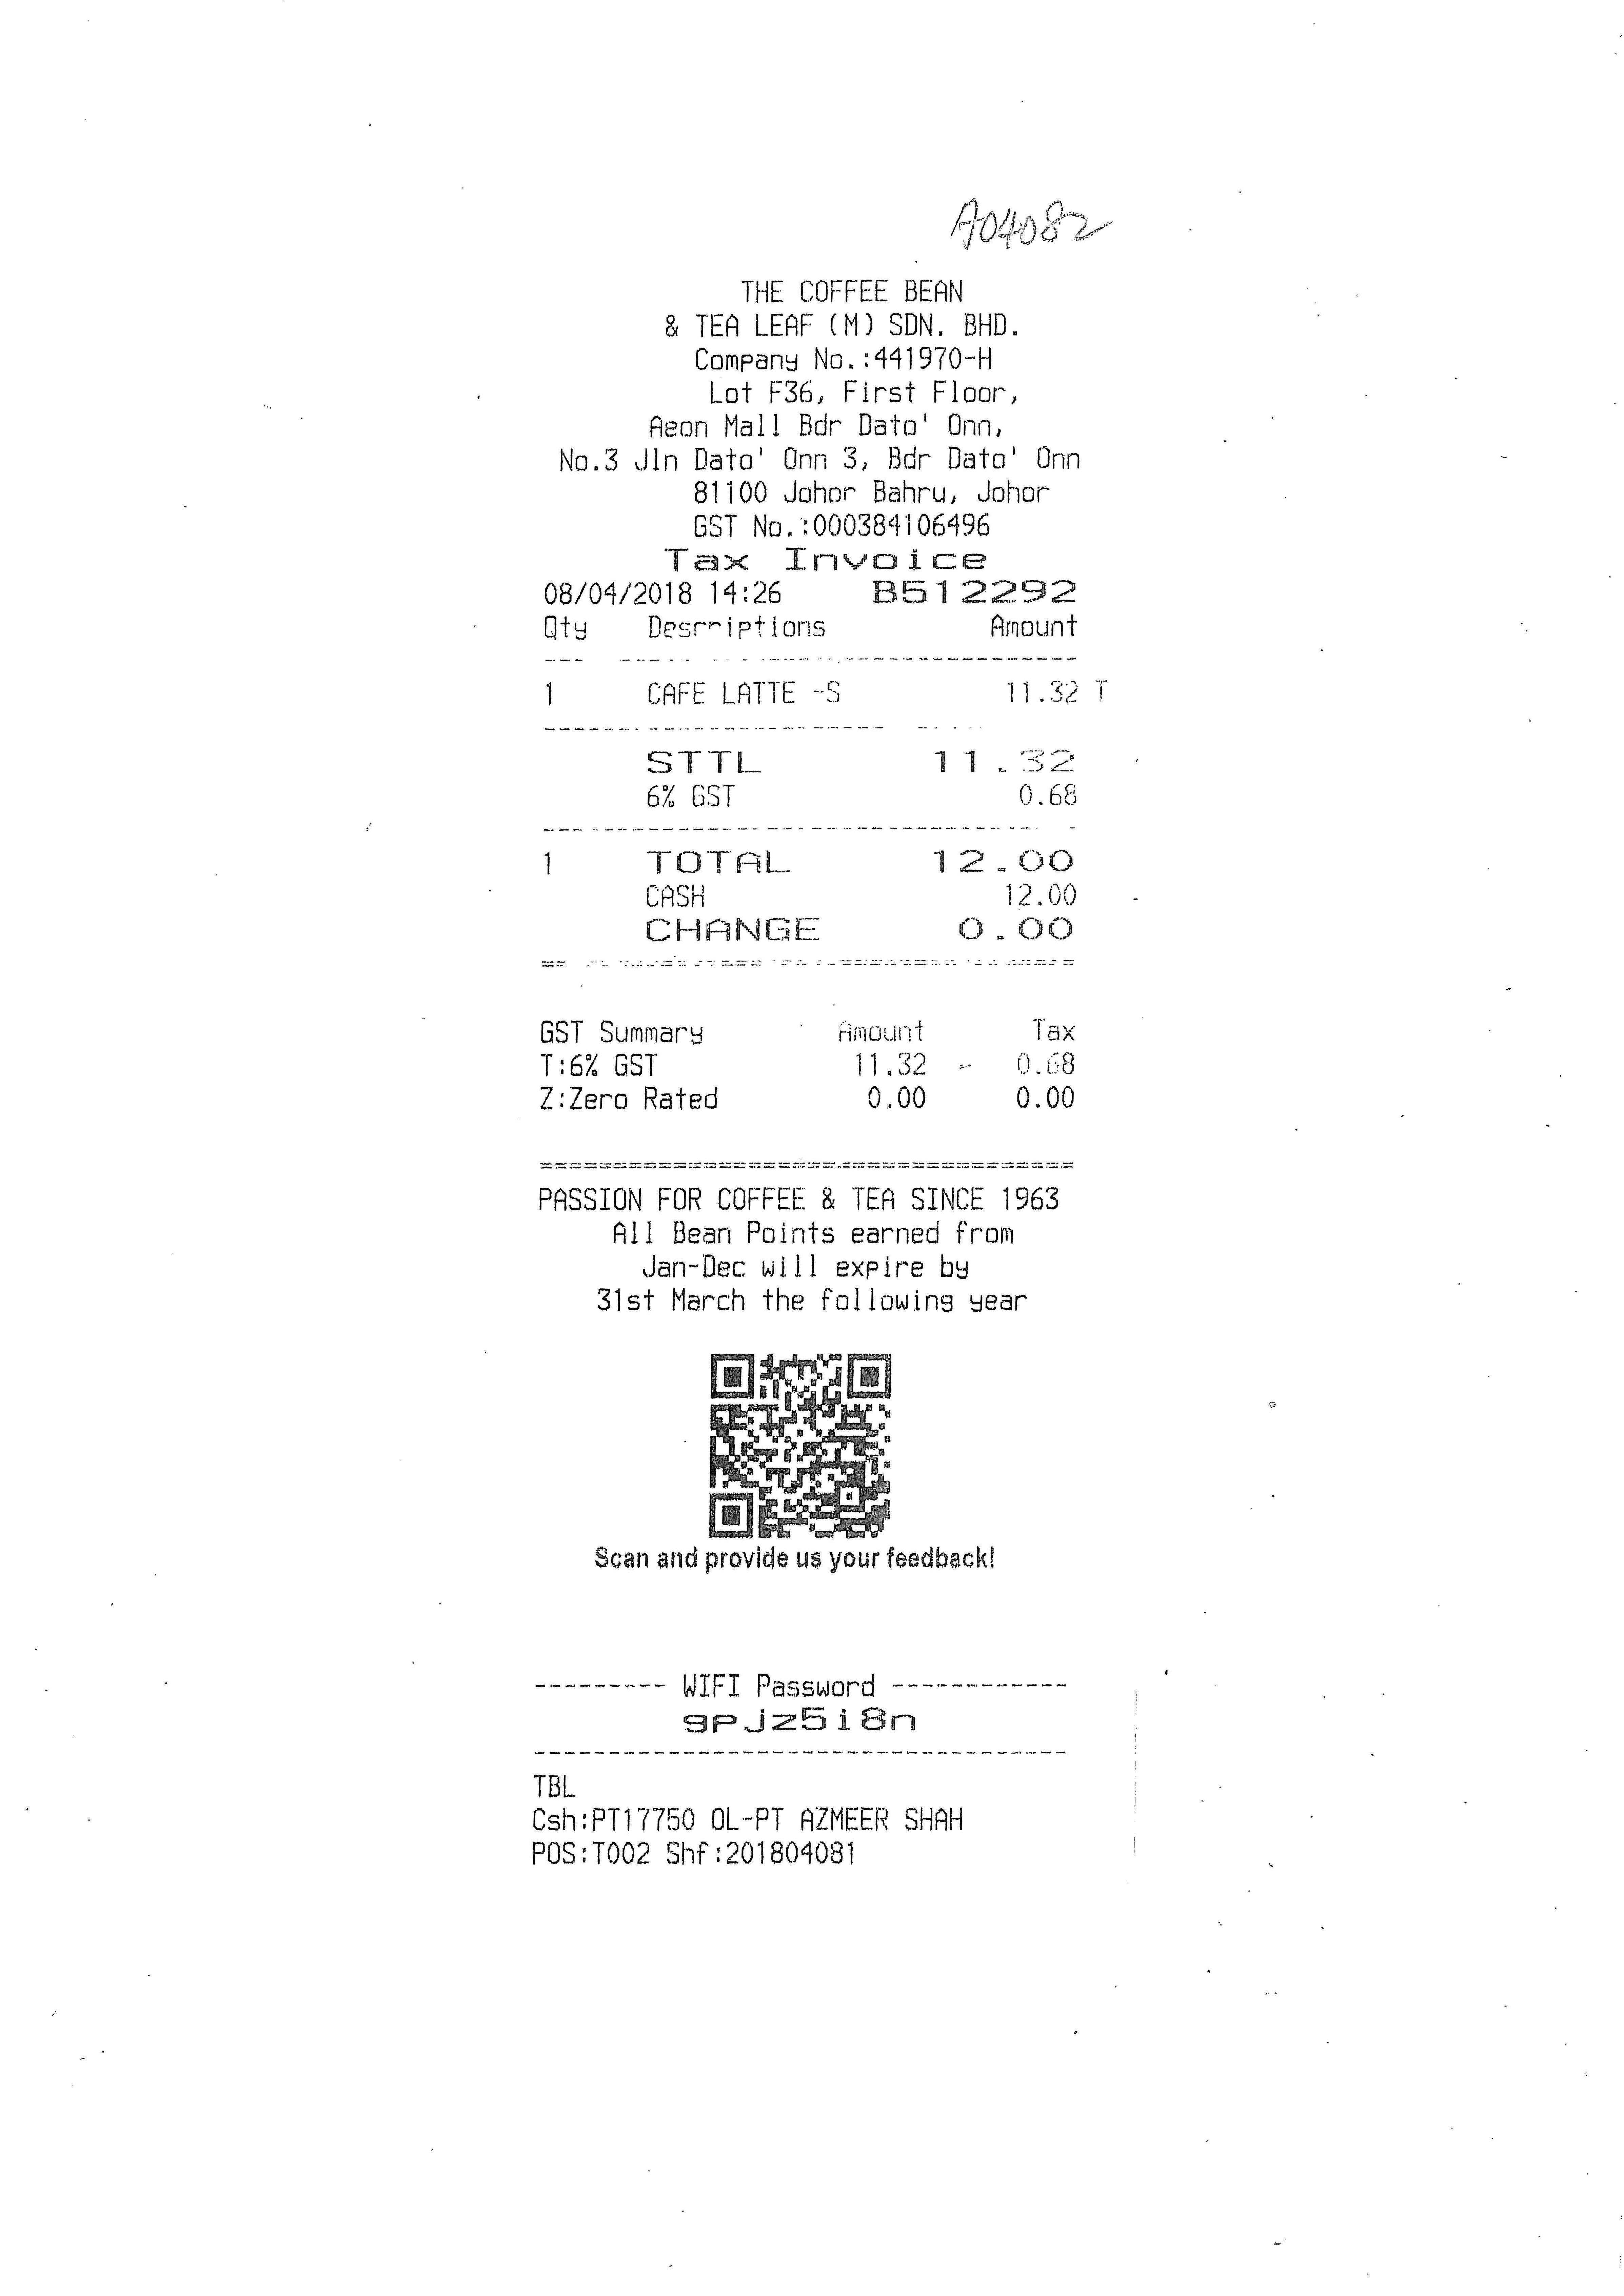 A04082
THE COFFEE BEAN
& TEA LEAF (M) SDN. BHD.
Company No.:441970-H
Lot F36, First Floor,
Aeon Mall Bdr Dato' Onn,
No.3 Jln Dato' Onn 3, Bdr Dato' Onn
81100 Johor Bahru, Johor
GST No.:000384106496
Tax Invoice
08/04/2018 14:26 B512292
Qty Descriptions Amount
1 CAFE LATTE -S 11.32 T
STTL 11.32
6% GST 0.68
1 TOTAL 12.00
CASH 12.00
CHANGE 0.00
GST Summary Amount Tax
T:6% GST 11.32 0.68
Z:Zero Rated 0.00 0.00
PASSION FOR COFFEE & TEA SINCE 1963
All Bean Points earned from
Jan-Dec will expire by
31st March the following year
Scan and provide us your feedback!
--------- WIFI Password ------------
gpjz5i8n
TBL
Csh:PT17750 OL-PT AZMEER SHAH
POS:T002 Shf:201804081